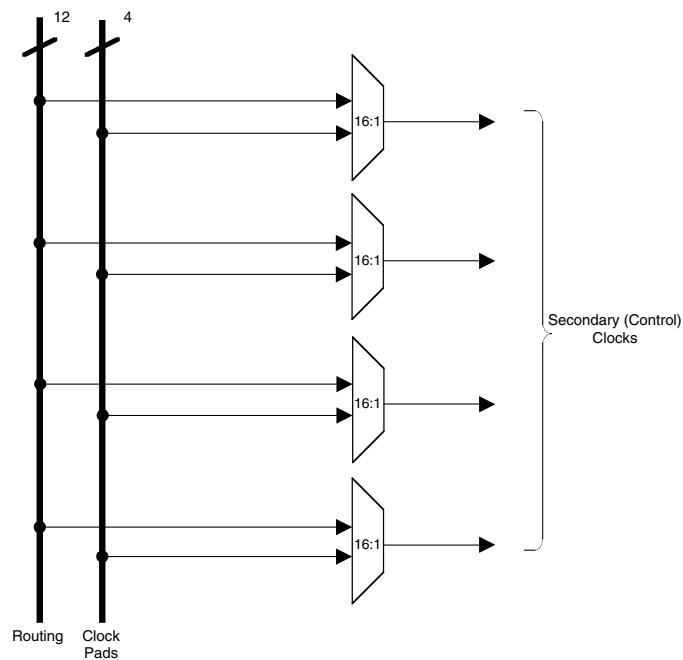 12
4
16:1
16:1
16:1
16:1
Secondary (Control)
Clocks
Routing
Clock
Pads